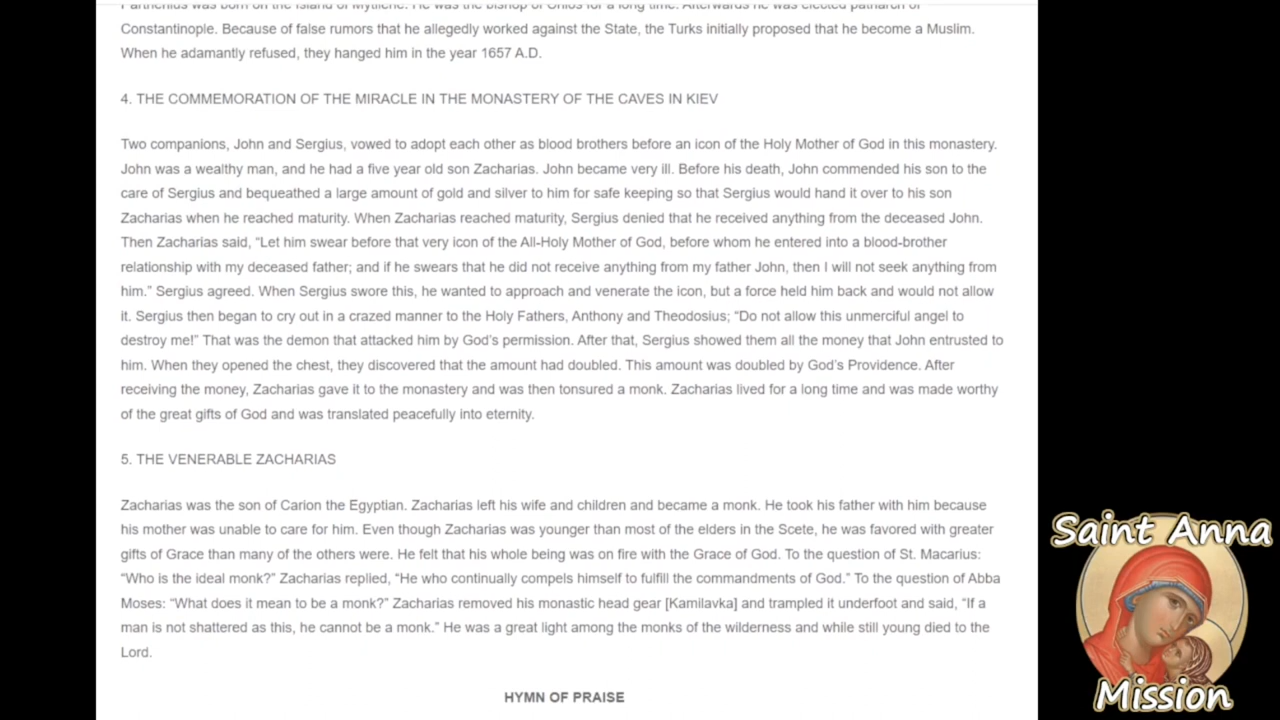 Parthenius was born on the island of Mytilene. He was the bishop of Chios for a long time. Afterwards he was elected patriarch of
Constantinople. Because of false rumors that he allegedly worked against the State, the Turks initially proposed that he become a Muslim.
When he adamantly refused, they hanged him in the year 1657 A.D.
4. THE COMMEMORATION OF THE MIRACLE IN THE MONASTERY OF THE CAVES IN KIEV
Two companions, John and Sergius, vowed to adopt each other as blood brothers before an icon of the Holy Mother of God in this monastery.
John was a wealthy man, and he had a five year old son Zacharias. John became very ill. Before his death, John commended his son to the
care of Sergius and bequeathed a large amount of gold and silver to him for safe keeping so that Sergius would hand it over to his son
Zacharias when he reached maturity. When Zacharias reached maturity, Sergius denied that he received anything from the deceased John.
Then Zacharias said, “Let him swear before that very icon of the All-Holy Mother of God, before whom he entered into a blood-brother
relationship with my deceased father; and if he swears that he did not receive anything from my father John, then I will not seek anything from
him.” Sergius agreed. When Sergius swore this, he wanted to approach and venerate the icon, but a force held him back and would not allow
it. Sergius then began to cry out in a crazed manner to the Holy Fathers, Anthony and Theodosius; “Do not allow this unmerciful angel to
destroy me!” That was the demon that attacked him by God’s permission. After that, Sergius showed them all the money that John entrusted to
him. When they opened the chest, they discovered that the amount had doubled. This amount was doubled by God’s Providence. After
receiving the money, Zacharias gave it to the monastery and was then tonsured a monk. Zacharias lived for a long time and was made worthy
of the great gifts of God and was translated peacefully into eternity.
5. THE VENERABLE ZACHARIAS
Zacharias was the son of Carion the Egyptian. Zacharias left his wife and children and became a monk. He took his father with him because
his mother was unable to care for him. Even though Zacharias was younger than most of the elders in the Scete, he was favored with greater
gifts of Grace than many of the others were. He felt that his whole being was on fire with the Grace of God. To the question of St. Macarius:
“Who is the ideal monk?” Zacharias replied, “He who continually compels himself to fulfill the commandments of God.” To the question of Abba
Moses: “What does it mean to be a monk?” Zacharias removed his monastic head gear [Kamilavka] and trampled it underfoot and said, “If a
man is not shattered as this, he cannot be a monk.” He was a great light among the monks of the wilderness and while still young died to the
Lord.
HYMN OF PRAISE
Saint Anna
Mission